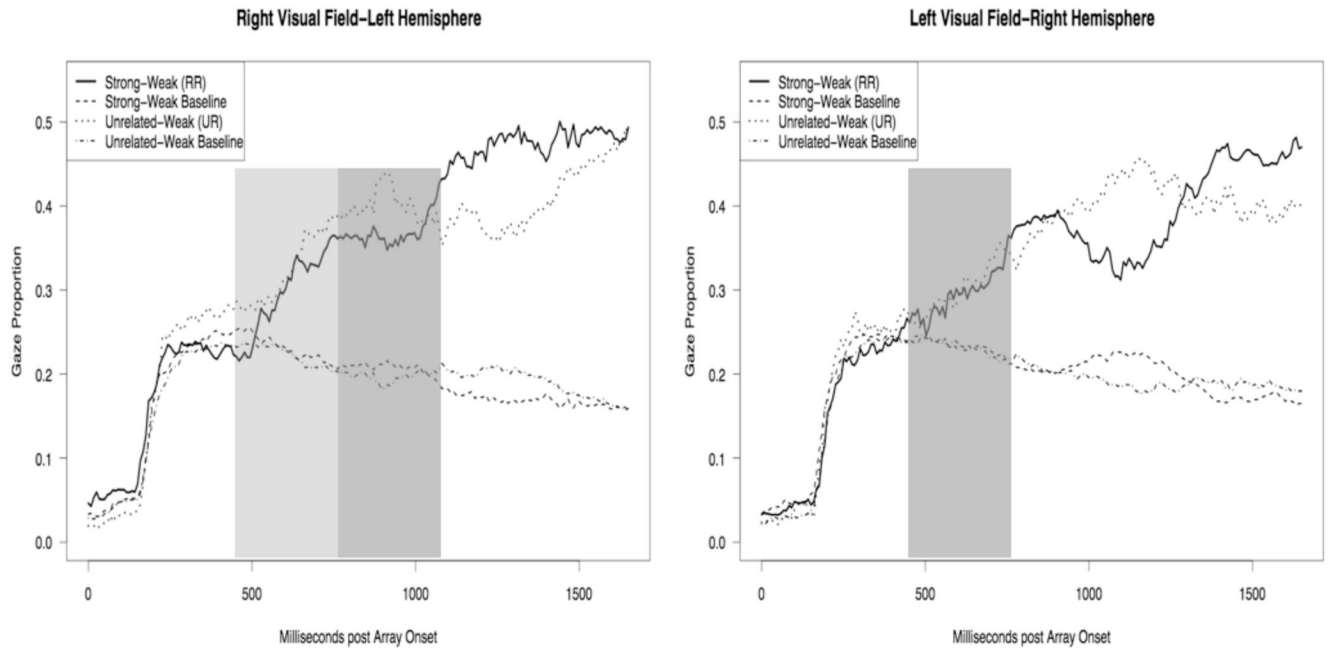 Right Visual Field–Left Hemisphere
Strong–Weak (RR)
Strong–Weak Baseline
Unrelated–Weak (UR)
Unrelated–Weak Baseline
Gaze Proportion
0.5
0.4
0.3
0.2
0.1
0.0
0 500 1000 1500
Milliseconds post Array Onset
Left Visual Field–Right Hemisphere
Strong–Weak (RR)
Strong–Weak Baseline
Unrelated–Weak (UR)
Unrelated–Weak Baseline
Gaze Proportion
0.5
0.4
0.3
0.2
0.1
0.0
0 500 1000 1500
Milliseconds post Array Onset